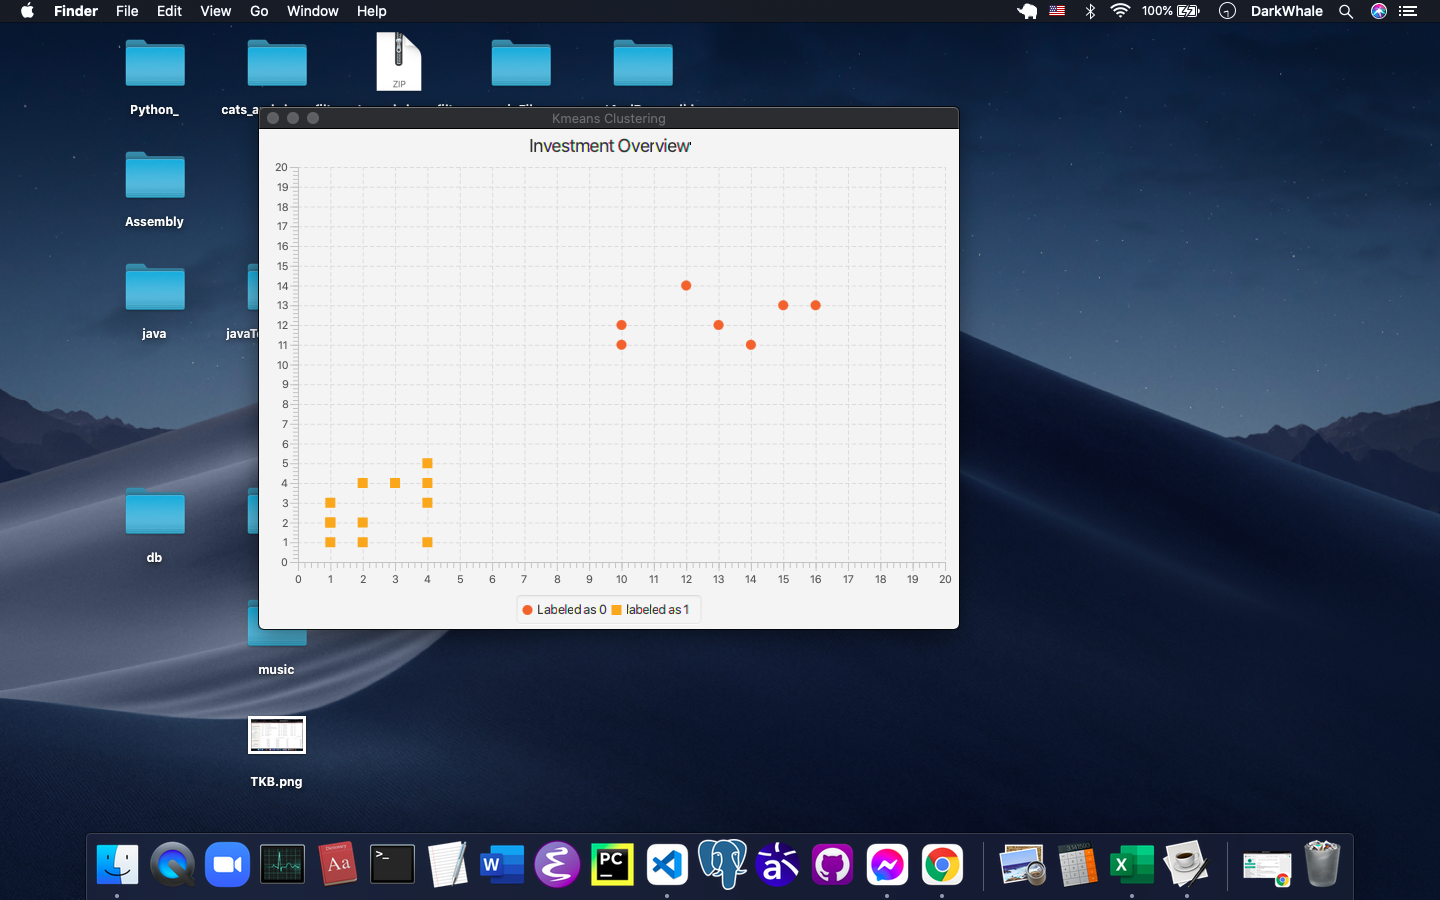 Finder File Edit View Go Window Help 100% DarkWhale
ZIP
Python_ cats_a
Kmeans Clustering
Investment Overview
Assembly
java javaT
db
music
TKB.png
20
19
18
17
16
15
14
13
12
11
10
9
8
7
6
5
4
3
2
1
0
0 1 2 3 4 5 6 7 8 9 10 11 12 13 14 15 16 17 18 19 20
Labeled as 0 labeled as 1
Dictionary
Aa
>_
W
PC
X